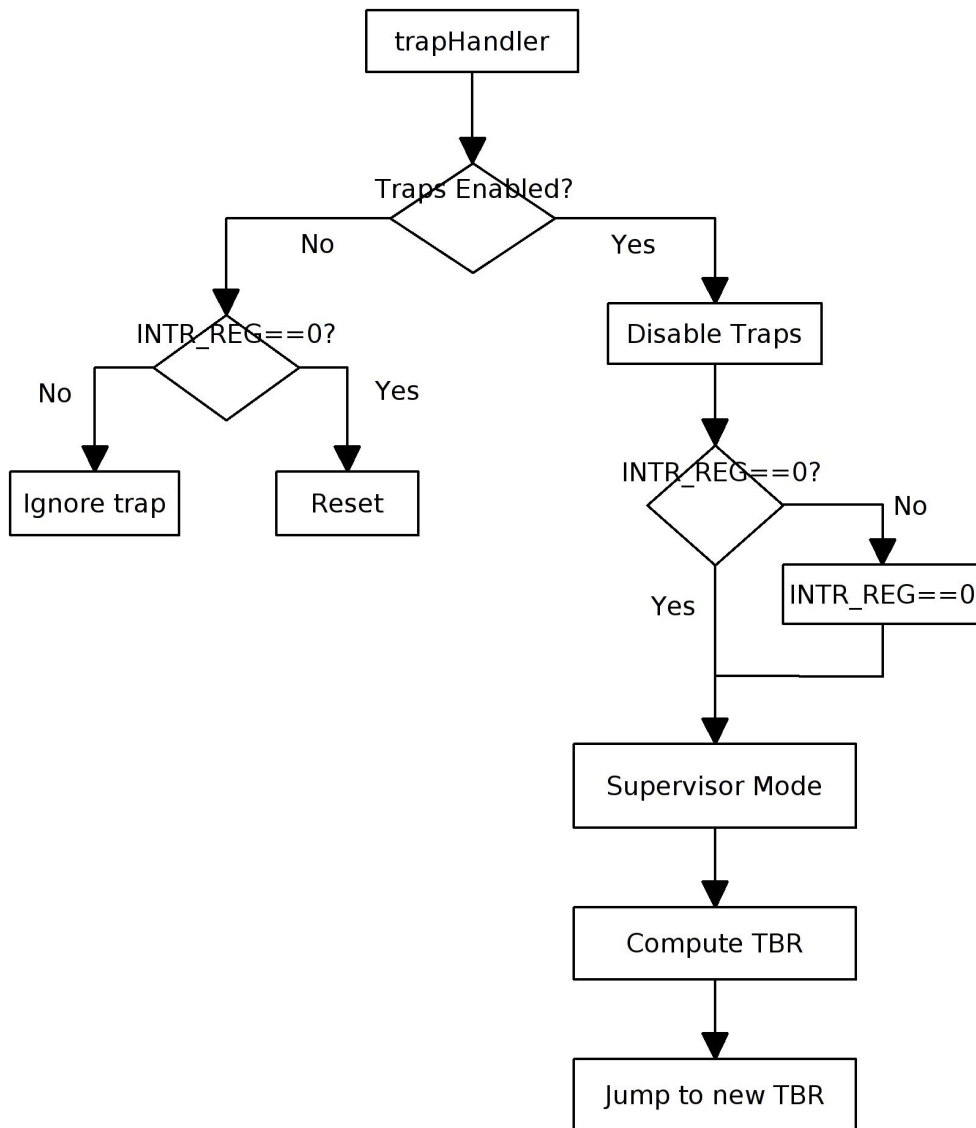 trapHandler
Traps Enabled?
No
Yes
INTR_REG==0?
Disable Traps
No
Yes
INTR_REG==0?
Ignore trap
Reset
No
INTR_REG==0
Yes
Supervisor Mode
Compute TBR
Jump to new TBR